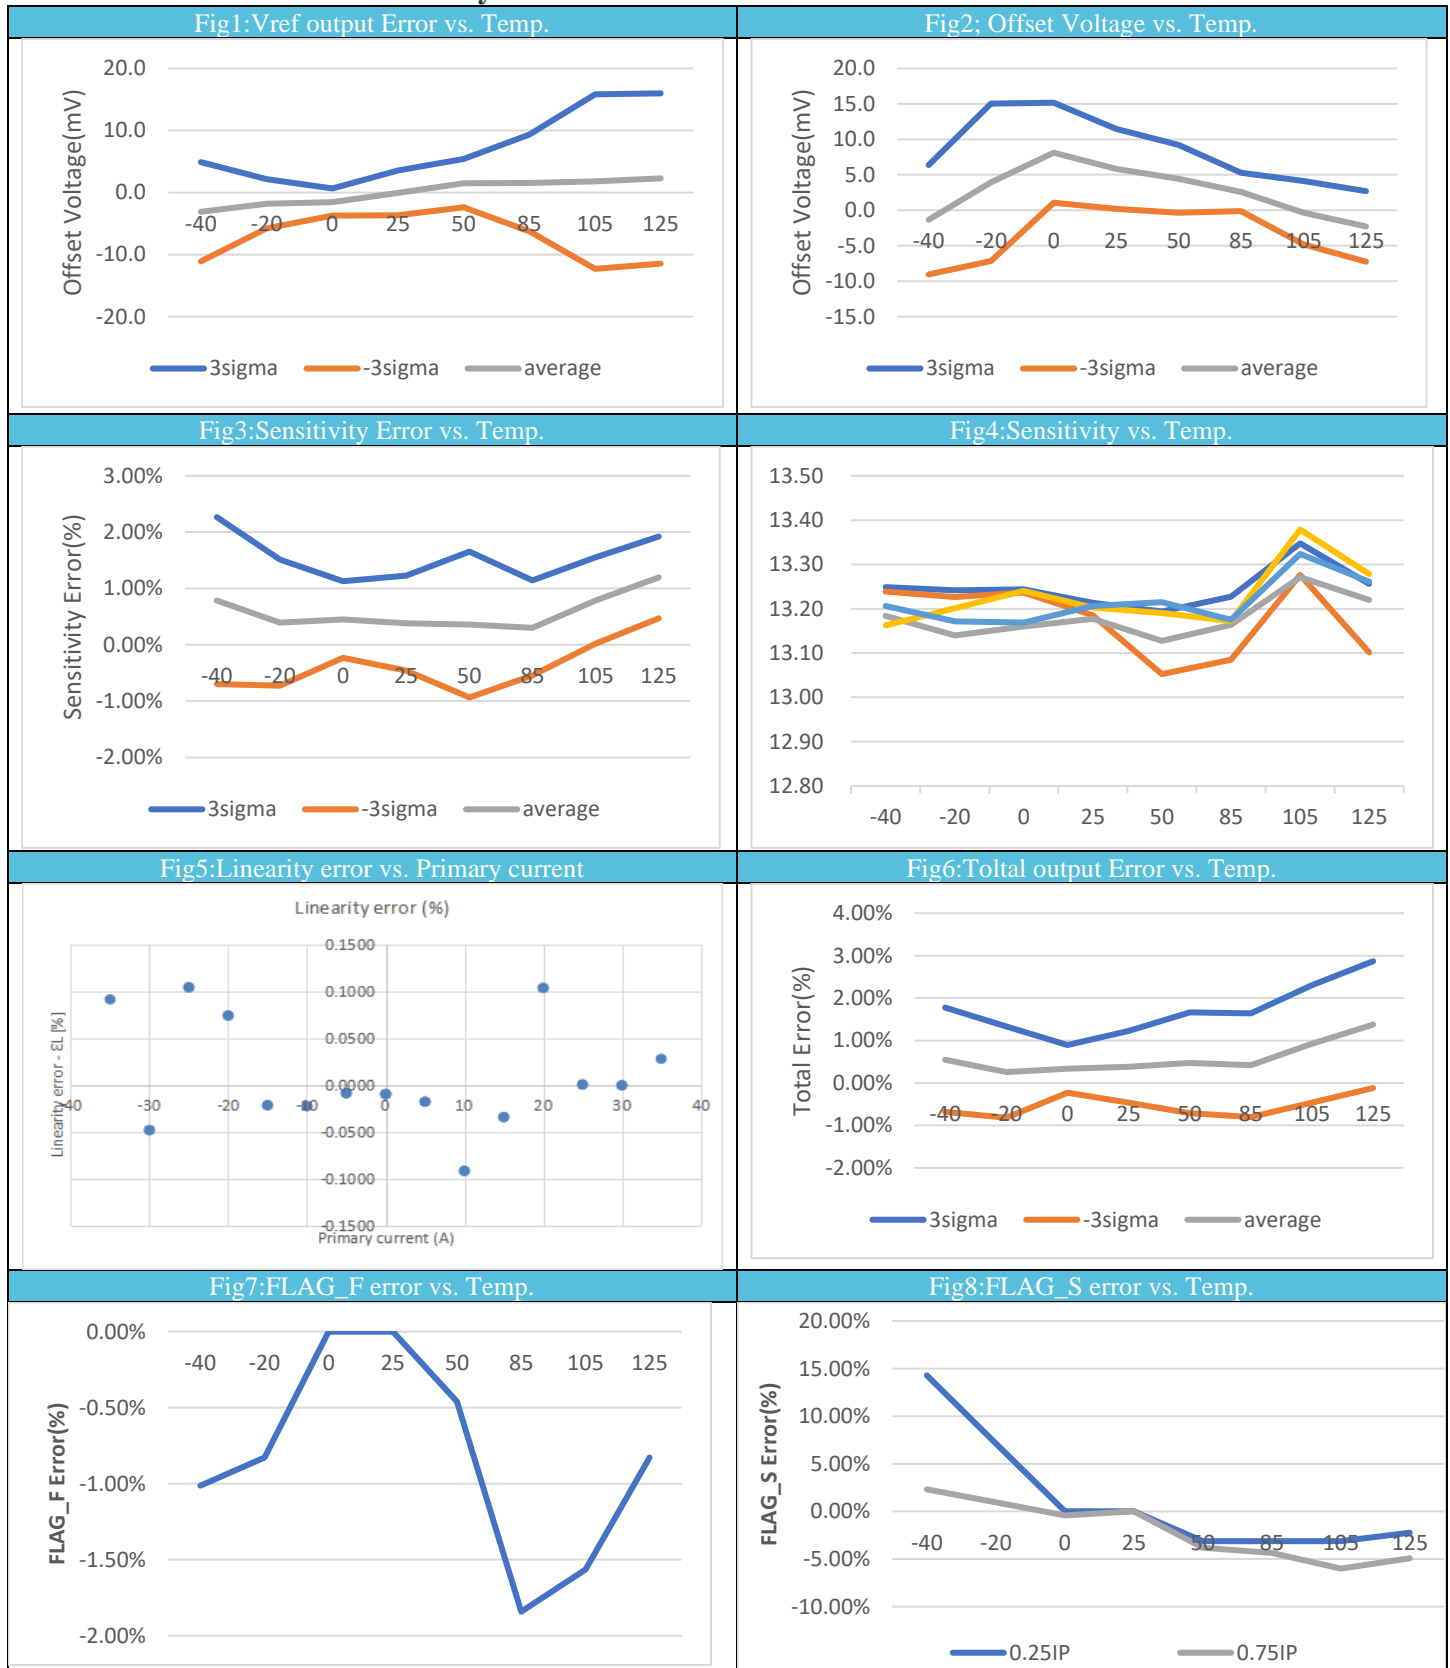 Fig1:Vref output Error vs. Temp.
20.0
10.0
0.0
-10.0
-20.0
Offset Voltage(mV)
-40 -20 0 25 50 85 105 125
3sigma -3sigma average
Fig2; Offset Voltage vs. Temp.
20.0
15.0
10.0
5.0
0.0
-5.0
-10.0
-15.0
Offset Voltage(mV)
-40 -20 0 25 50 85 105 125
3sigma -3sigma average
Fig3:Sensitivity Error vs. Temp.
3.00%
2.00%
1.00%
0.00%
-1.00%
-2.00%
Sensitivity Error(%)
-40 -20 0 25 50 85 105 125
3sigma -3sigma average
Fig4:Sensitivity vs. Temp.
13.50
13.40
13.30
13.20
13.10
13.00
12.90
12.80
-40 -20 0 25 50 85 105 125
Fig5:Linearity error vs. Primary current
Linearity error (%)
0.1500
0.1000
0.0500
0.0000
-0.0500
-0.1000
-0.1500
Linearity error - εL [%]
-40 -30 -20 -10 0 10 20 30 40
Primary current (A)
Fig6:Toltal output Error vs. Temp.
4.00%
3.00%
2.00%
1.00%
0.00%
-1.00%
-2.00%
Total Error(%)
-40 -20 0 25 50 85 105 125
3sigma -3sigma average
Fig7:FLAG_F error vs. Temp.
0.00%
-0.50%
-1.00%
-1.50%
-2.00%
FLAG_F Error(%)
-40 -20 0 25 50 85 105 125
Fig8:FLAG_S error vs. Temp.
20.00%
15.00%
10.00%
5.00%
0.00%
-5.00%
-10.00%
FLAG_S Error(%)
-40 -20 0 25 50 85 105 125
0.25IP 0.75IP